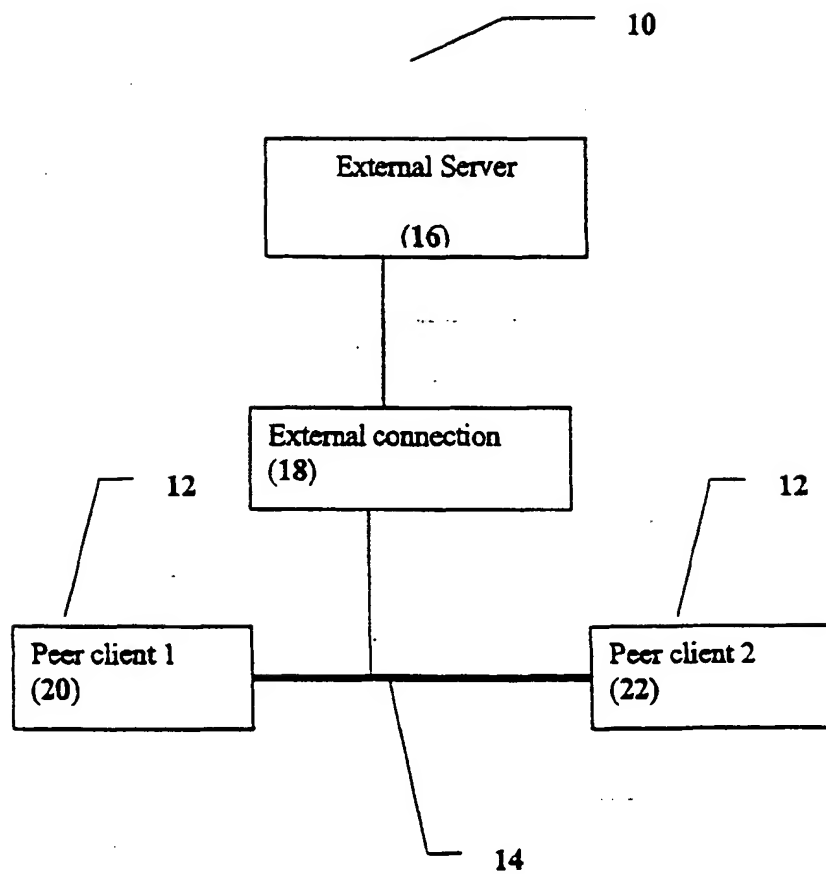 10
External Server
(16)
External connection
(18)
12
12
Peer client 1
(20)
Peer client 2
(22)
14